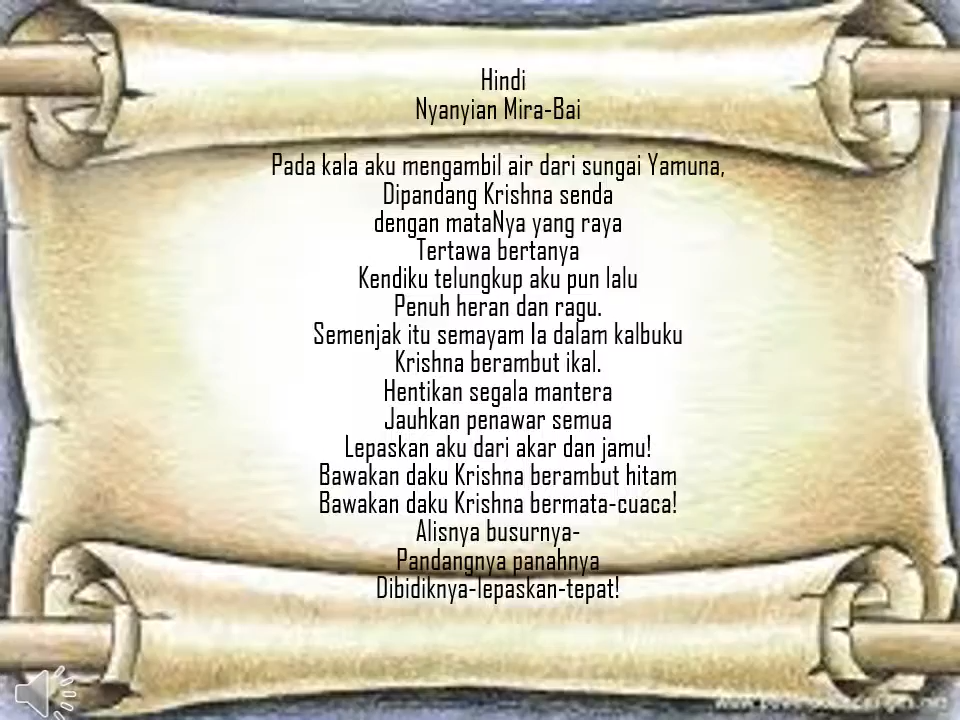 Hindi
Nyanyian Mira-Bai
Pada kala aku mengambil air dari sungai Yamuna,
Dipandang Krishna senda
dengan mataNya yang raya
Tertawa bertanya
Kendiku telungkup aku pun lalu
Penuh heran dan ragu.
Semenjak itu semayam Ia dalam kalbuku
Krishna berambut ikal.
Hentikan segala mantera
Jauhkan penawar semua
Lepaskan aku dari akar dan jamu!
Bawakan daku Krishna berambut hitam
Bawakan daku Krishna bermata-cuaca!
Alisnya busurnya-
Pandangnya panahnya
Dibidiknya-lepaskan-tepat!